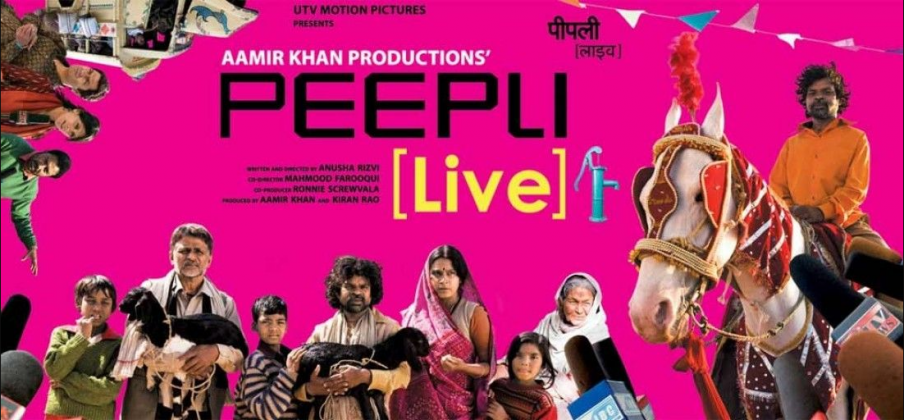 UTV MOTION PICTURES
PRESENTS
पीपली
[लाइव]
AAMIR KHAN PRODUCTIONS'
PEEPLI
[Live]
WRITTEN AND DIRECTED BY ANUSHA RIZVI
CO-DIRECTOR MAHMOOD FAROOQUI
CO-PRODUCER RONNIE SCREWVALA
PRODUCED BY AAMIR KHAN AND KIRAN RAO